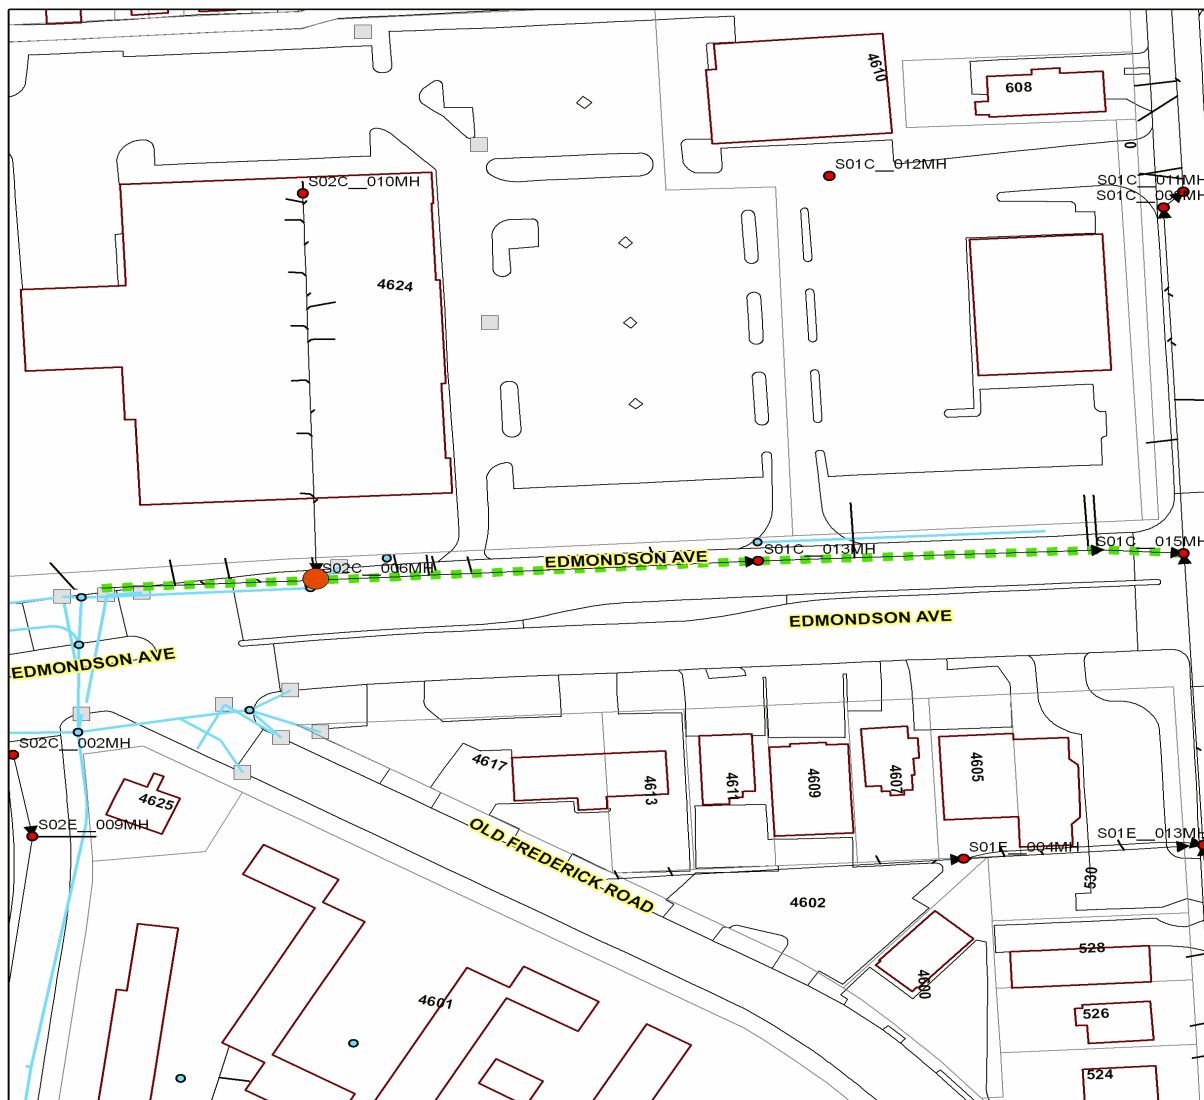 4610
608
0
S02C__010MH
S01C__012MH
S01C__011MH
4624
EDMONDSON AVE
S01C__013MH
S01C__015MH
S02C__006MH
EDMONDSON AVE
EDMONDSON AVE
S02C__002MH
4617
4613
4611
4609
4607
4605
4625
S02E__009MH
OLD FREDERICK ROAD
S01E__004MH
S01E__013MH
530
4602
528
4600
4601
526
524